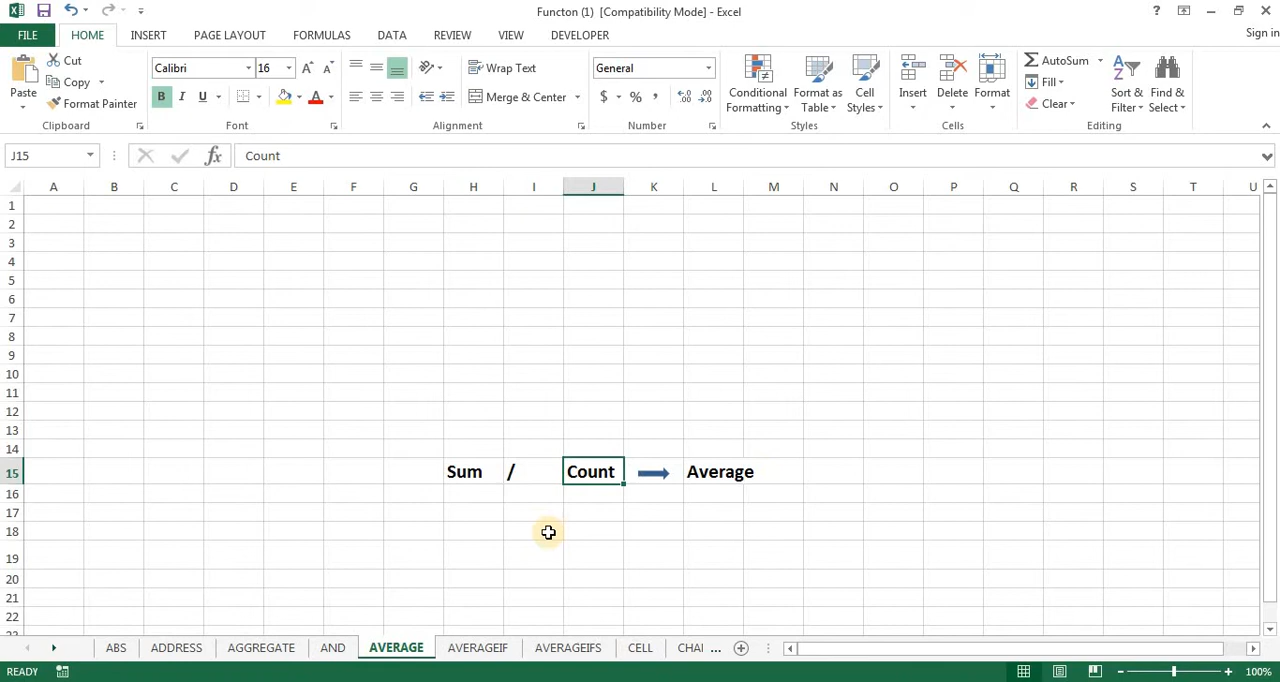 Functon (1) [Compatibility Mode] - Excel
?
FILE HOME INSERT PAGE LAYOUT FORMULAS DATA REVIEW VIEW DEVELOPER Sign in
Paste
Cut
Copy
Format Painter
Clipboard
Calibri 16
B I U A
Font
Wrap Text
Merge & Center
Alignment
General
$ % ,
Number
Conditional Formatting
Format as Table
Cell Styles
Styles
Insert
Delete
Format
Cells
AutoSum
Fill
Clear
Sort & Filter
Find & Select
Editing
J15 fx Count
A B C D E F G H I J K L M N O P Q R S T U
1
2
3
4
5
6
7
8
9
10
11
12
13
14
15 Sum / Count Average
16
17
18
19
20
21
22
ABS ADDRESS AGGREGATE AND AVERAGE AVERAGEIF AVERAGEIFS CELL CHA ...
READY 100%